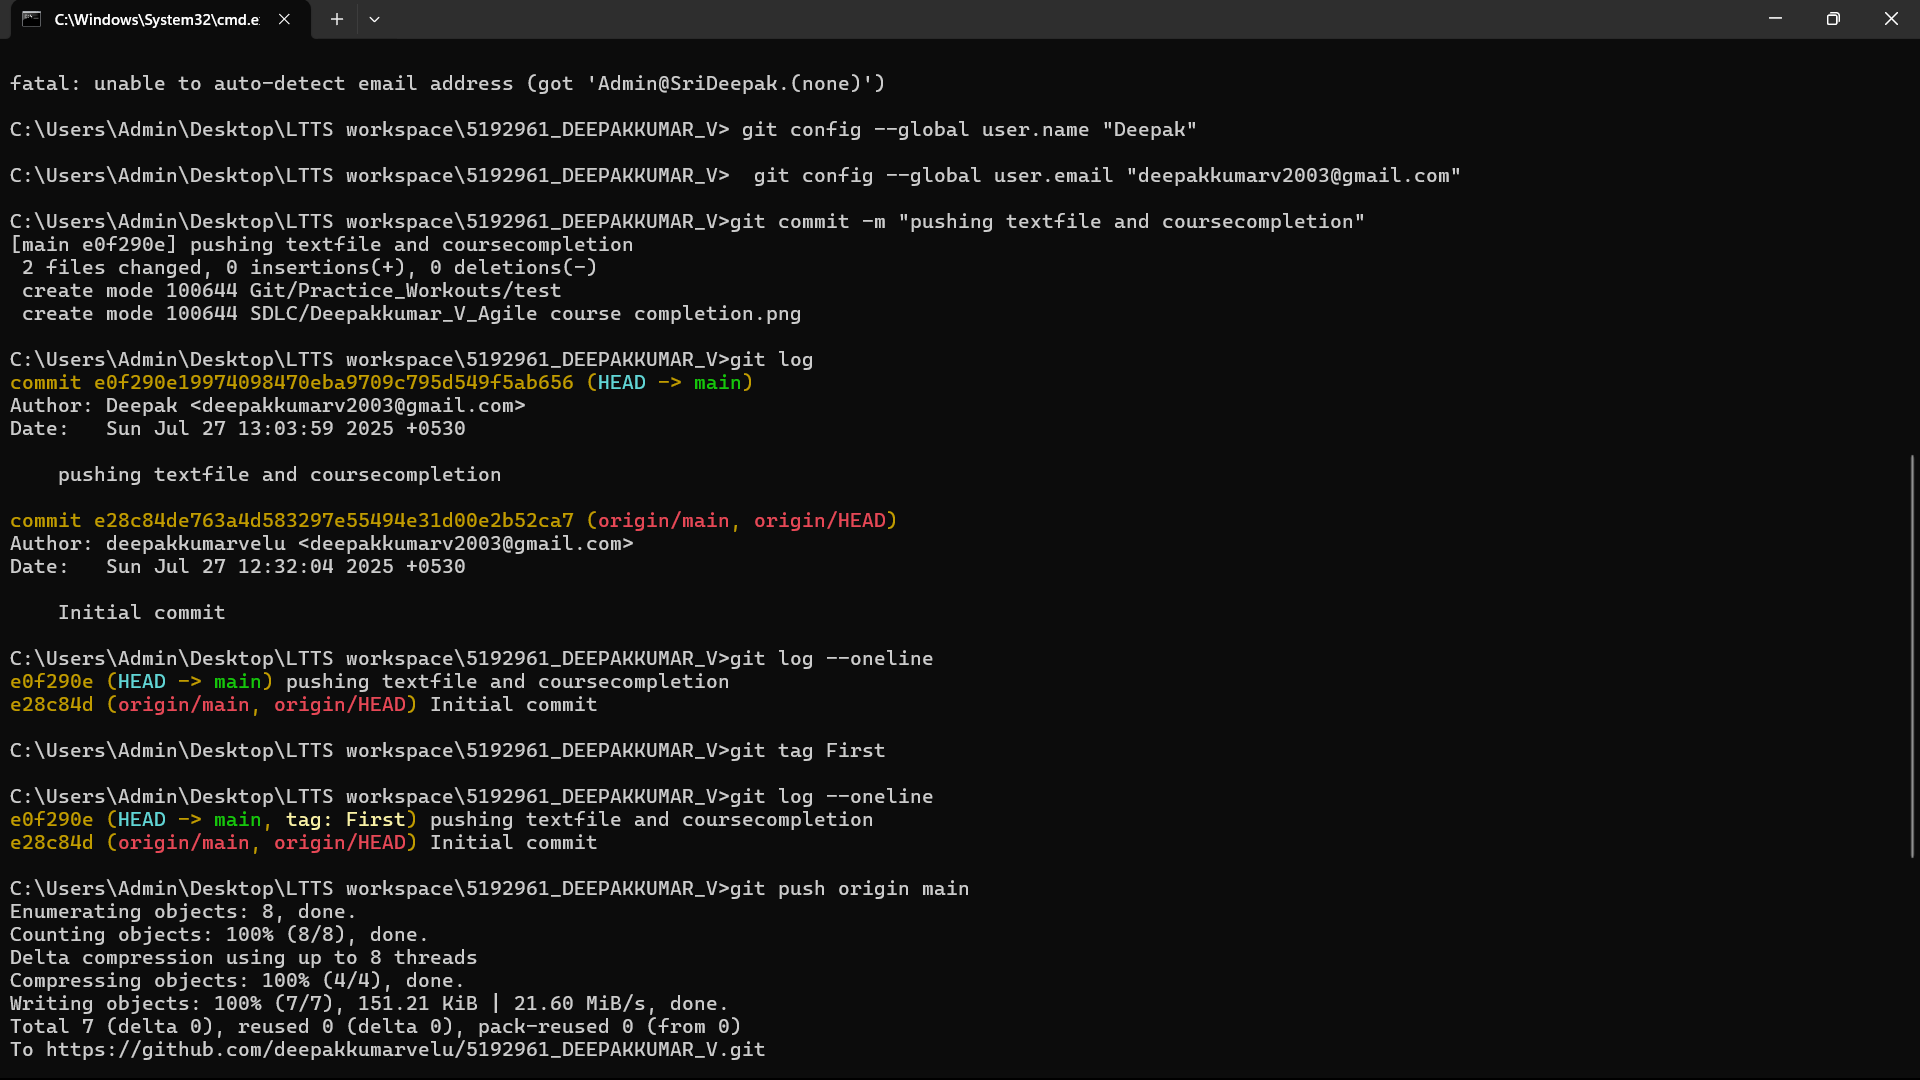 C:\Windows\System32\cmd.e
fatal: unable to auto-detect email address (got 'Admin@SriDeepak.(none)')
C:\Users\Admin\Desktop\LTTS workspace\5192961_DEEPAKKUMAR_V> git config --global user.name "Deepak"
C:\Users\Admin\Desktop\LTTS workspace\5192961_DEEPAKKUMAR_V>  git config --global user.email "deepakkumarv2003@gmail.com"
C:\Users\Admin\Desktop\LTTS workspace\5192961_DEEPAKKUMAR_V>git commit -m "pushing textfile and coursecompletion"
[main e0f290e] pushing textfile and coursecompletion
 2 files changed, 0 insertions(+), 0 deletions(-)
 create mode 100644 Git/Practice_Workouts/test
 create mode 100644 SDLC/Deepakkumar_V_Agile course completion.png
C:\Users\Admin\Desktop\LTTS workspace\5192961_DEEPAKKUMAR_V>git log
commit e0f290e19974098470eba9709c795d549f5ab656 (HEAD -> main)
Author: Deepak <deepakkumarv2003@gmail.com>
Date:   Sun Jul 27 13:03:59 2025 +0530
    pushing textfile and coursecompletion
commit e28c84de763a4d583297e55494e31d00e2b52ca7 (origin/main, origin/HEAD)
Author: deepakkumarvelu <deepakkumarv2003@gmail.com>
Date:   Sun Jul 27 12:32:04 2025 +0530
    Initial commit
C:\Users\Admin\Desktop\LTTS workspace\5192961_DEEPAKKUMAR_V>git log --oneline
e0f290e (HEAD -> main) pushing textfile and coursecompletion
e28c84d (origin/main, origin/HEAD) Initial commit
C:\Users\Admin\Desktop\LTTS workspace\5192961_DEEPAKKUMAR_V>git tag First
C:\Users\Admin\Desktop\LTTS workspace\5192961_DEEPAKKUMAR_V>git log --oneline
e0f290e (HEAD -> main, tag: First) pushing textfile and coursecompletion
e28c84d (origin/main, origin/HEAD) Initial commit
C:\Users\Admin\Desktop\LTTS workspace\5192961_DEEPAKKUMAR_V>git push origin main
Enumerating objects: 8, done.
Counting objects: 100% (8/8), done.
Delta compression using up to 8 threads
Compressing objects: 100% (4/4), done.
Writing objects: 100% (7/7), 151.21 KiB | 21.60 MiB/s, done.
Total 7 (delta 0), reused 0 (delta 0), pack-reused 0 (from 0)
To https://github.com/deepakkumarvelu/5192961_DEEPAKKUMAR_V.git